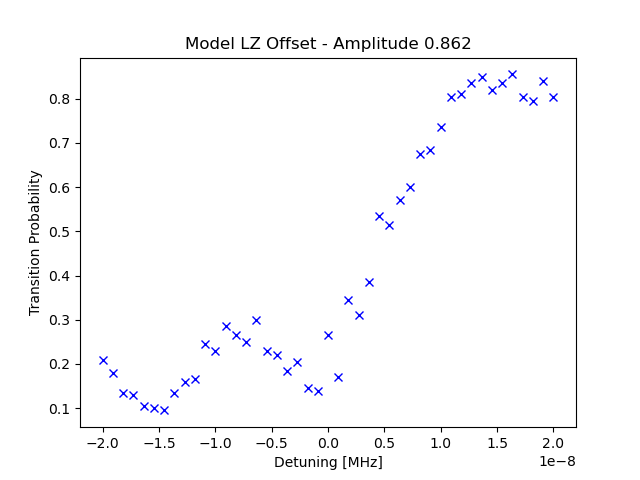 Model LZ Offset - Amplitude 0.862
Transition Probability
0.8
0.7
0.6
0.5
0.4
0.3
0.2
0.1
−2.0 −1.5 −1.0 −0.5 0.0 0.5 1.0 1.5 2.0
Detuning [MHz]
1e−8